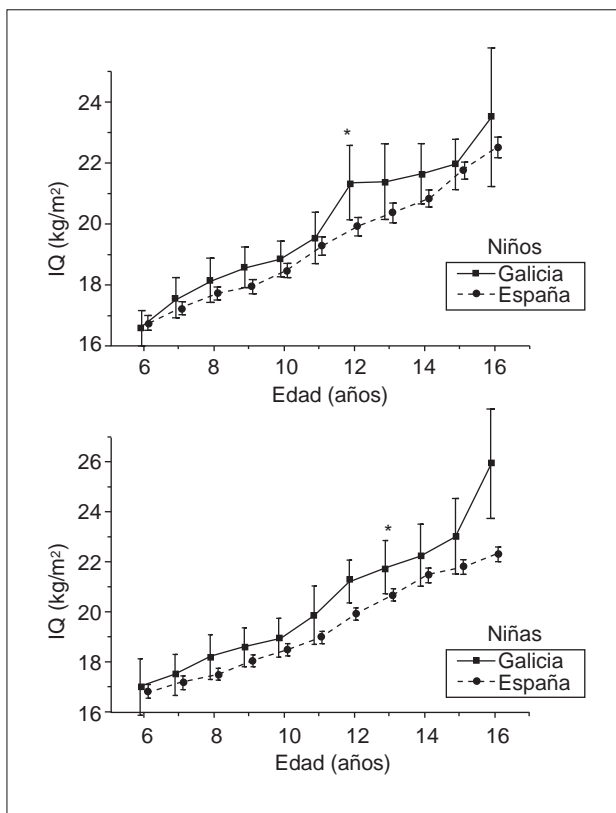 24
22
20
18
16
IQ (kg/m2)
*
Niños
Galicia
España
6 8 10 12 14 16
Edad (años)
26
24
22
20
18
16
IQ (kg/m2)
*
Niñas
Galicia
España
6 8 10 12 14 16
Edad (años)